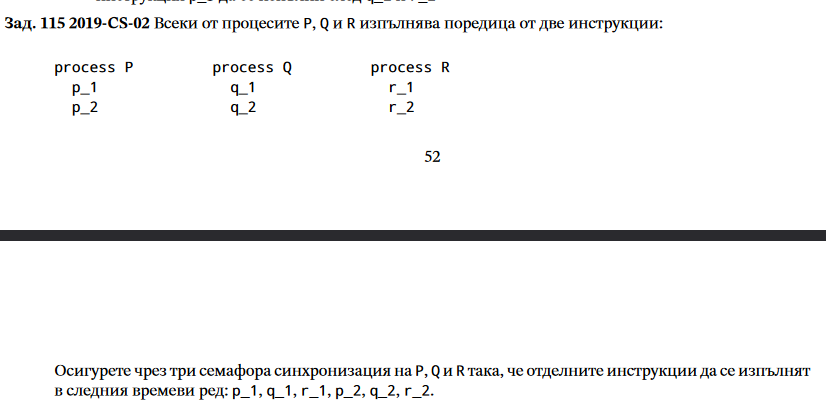 Зад. 115 2019-CS-02 Всеки от процесите P, Q и R изпълнява поредица от две инструкции:
process P process Q process R
p_1 q_1 r_1
p_2 q_2 r_2
52
Осигурете чрез три семафора синхронизация на P, Q и R така, че отделните инструкции да се изпълнят
в следния времеви ред: p_1, q_1, r_1, p_2, q_2, r_2.